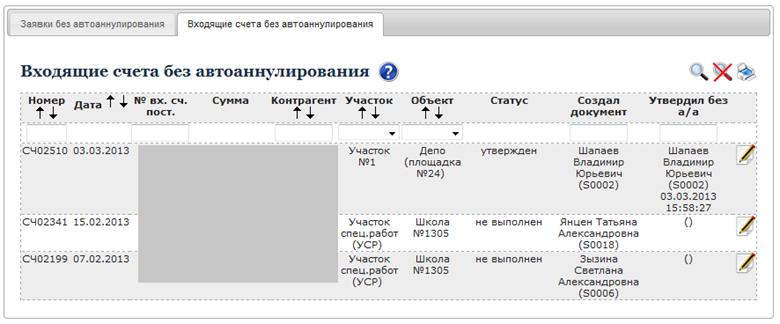 Заявки без автоаннулирования
Входящие счета без автоаннулирования
Входящие счета без автоаннулирования
Номер Дата № вх. сч. пост. Сумма Контрагент Участок Объект Статус Создал документ Утвердил без а/а
СЧ02510 03.03.2013 Участок №1 Депо (площадка №24) утвержден Шапаев Владимир Юрьевич (S0002) Шапаев Владимир Юрьевич (S0002) 03.03.2013 15:58:27
СЧ02341 15.02.2013 Участок спец.работ (УСР) Школа №1305 не выполнен Янцен Татьяна Александровна (S0018) ()
СЧ02199 07.02.2013 Участок спец.работ (УСР) Школа №1305 не выполнен Зызина Светлана Александровна (S0006) ()